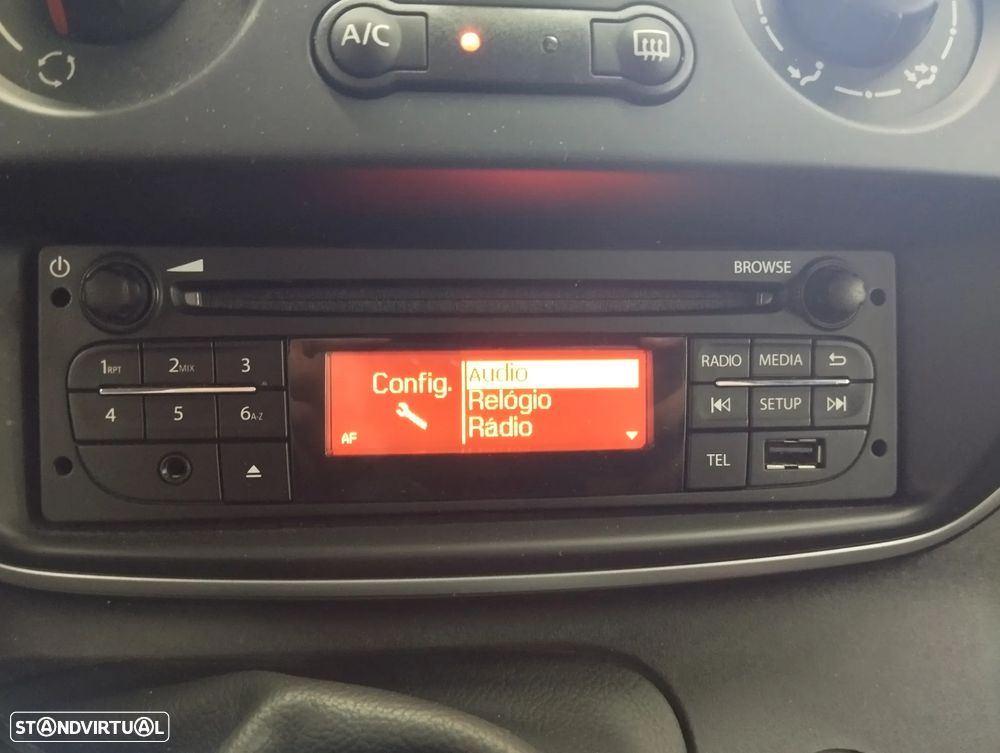 A/C
BROWSE
1RPT 2MIX 3
4 5 6A-Z
Config.
AF
Audio
Relógio
Rádio
RADIO MEDIA
SETUP
TEL
STANDVIRTUAL